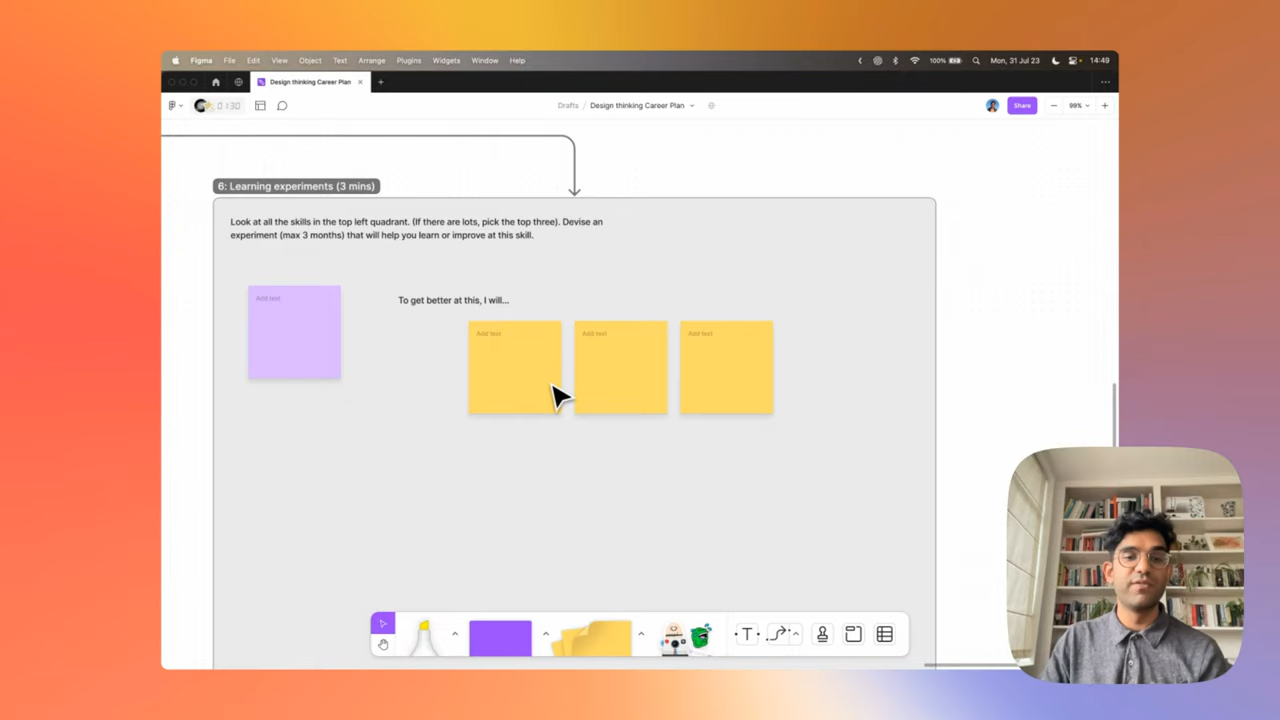 Figma File Edit View Object Text Arrange Plugins Widgets Window Help
100% Mon, 31 Jul 23 14:49
Design thinking Career Plan
0 1:30
Drafts / Design thinking Career Plan
Share
99%
6: Learning experiments (3 mins)
Look at all the skills in the top left quadrant. (If there are lots, pick the top three). Devise an
experiment (max 3 months) that will help you learn or improve at this skill.
Add text
To get better at this, I will...
Add text
Add text
Add text
T